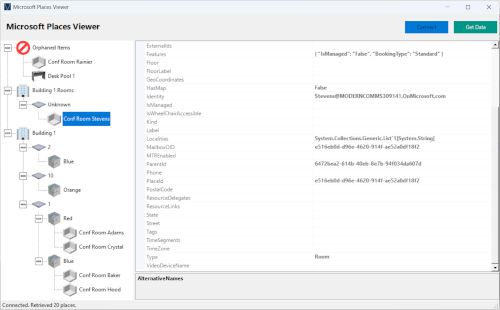 Microsoft Places Viewer
Microsoft Places Viewer
Connect
Get Data
Orphaned Items
Conf Room Rainier
Desk Pool 1
Building 1 Rooms
Unknown
Conf Room Stevens
Building 1
2
Blue
10
Orange
1
Red
Conf Room Adams
Conf Room Crystal
Blue
Conf Room Baker
Conf Room Hood
ExternalIds
Features { "IsManaged": "False", "BookingType": "Standard" }
Floor
FloorLabel
GeoCoordinates
HasMap False
Identity Stevens@MODERNCOMMS309141.OnMicrosoft.com
IsManaged
IsWheelChairAccessible
Kind
Label
Localities System.Collections.Generic.List`1[System.String]
MailboxOID e516eb0d-d96e-4620-914f-ae52a0df18f2
MTREnabled
ParentId 6472bea2-614b-40eb-8e7b-94f034da607d
Phone
PlaceId e516eb0d-d96e-4620-914f-ae52a0df18f2
PostalCode
ResourceDelegates
ResourceLinks
State
Street
Tags
TimeSegments
TimeZone
Type Room
VideoDeviceName
AlternativeNames
Connected. Retrieved 20 places.